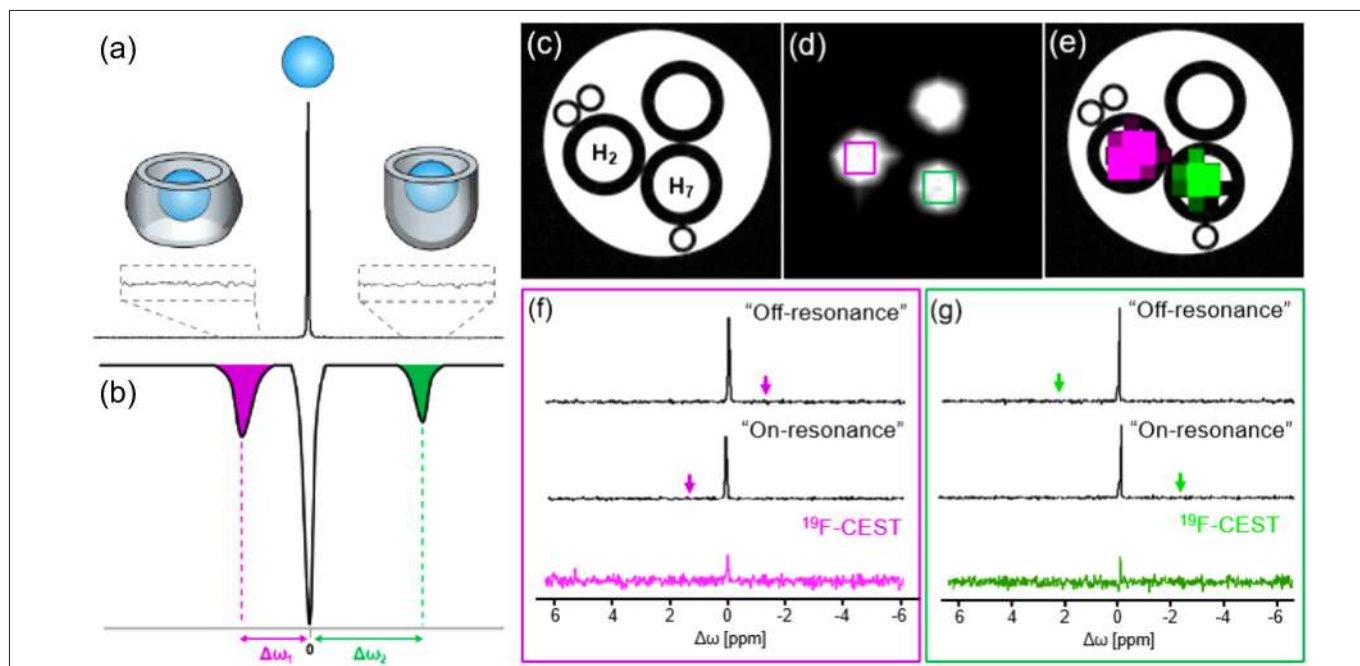 (a)
(b)
0
Δω₁
Δω₂
(c)
H₂
H₇
(d)
(e)
(f)
"Off-resonance"
"On-resonance"
¹⁹F-CEST
6 4 2 0 -2 -4 -6
Δω [ppm]
(g)
"Off-resonance"
"On-resonance"
¹⁹F-CEST
6 4 2 0 -2 -4 -6
Δω [ppm]